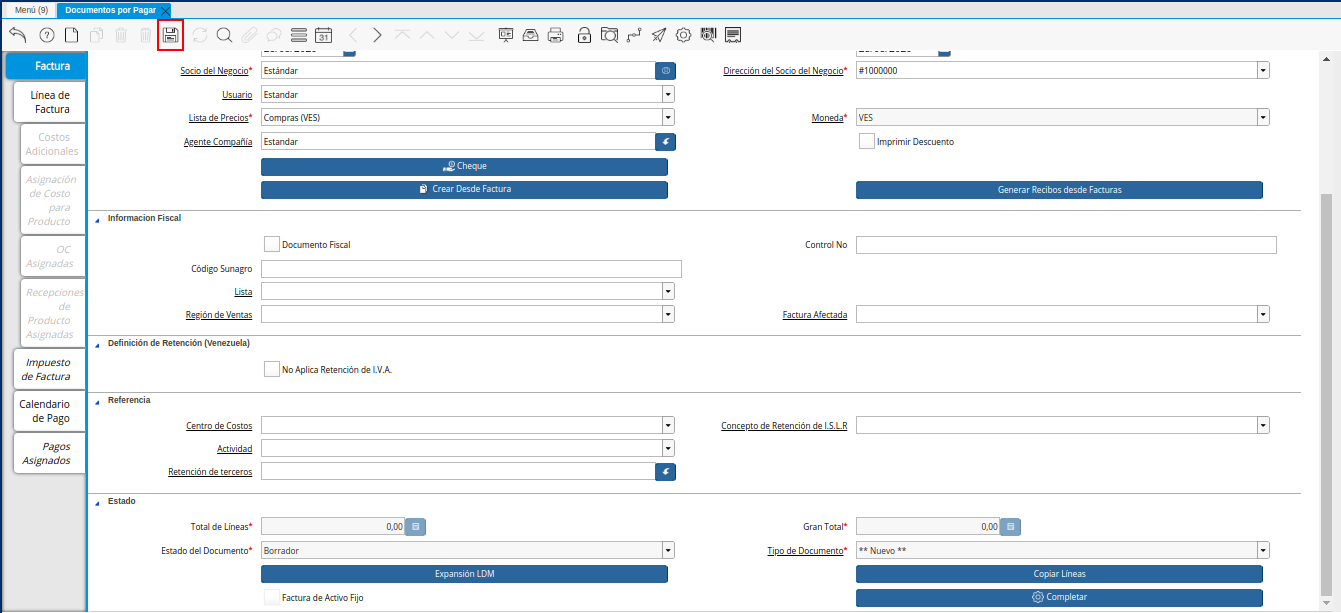 Menú (9)
Documentos por Pagar
31
Factura
Línea de
Factura
Costos
Adicionales
Asignación
de Costo
para
Producto
OC
Asignadas
Recepciones
de
Producto
Asignadas
Impuesto
de Factura
Calendario
de Pago
Pagos
Asignados
Socio del Negocio* Estándar Dirección del Socio del Negocio* #1000000
Usuario Estandar
Lista de Precios* Compras (VES) Moneda* VES
Agente Compañía Estandar Imprimir Descuento
Cheque
Crear Desde Factura Generar Recibos desde Facturas
Informacion Fiscal
Documento Fiscal Control No
Código Sunagro
Lista
Región de Ventas Factura Afectada
Definición de Retención (Venezuela)
No Aplica Retención de I.V.A.
Referencia
Centro de Costos Concepto de Retención de I.S.L.R
Actividad
Retención de terceros
Estado
Total de Líneas* 0,00 Gran Total* 0,00
Estado del Documento* Borrador Tipo de Documento* ** Nuevo **
Expansión LDM Copiar Líneas
Factura de Activo Fijo Completar